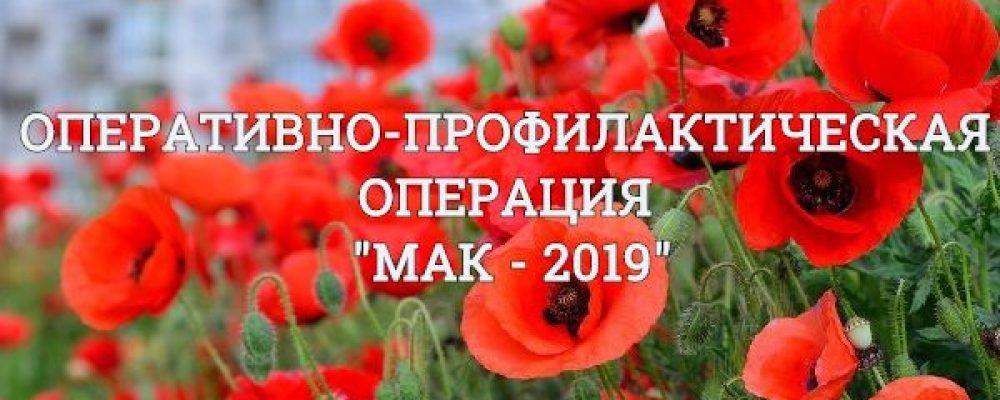 ОПЕРАТИВНО-ПРОФИЛАКТИЧЕСКАЯ
ОПЕРАЦИЯ
"МАК - 2019"